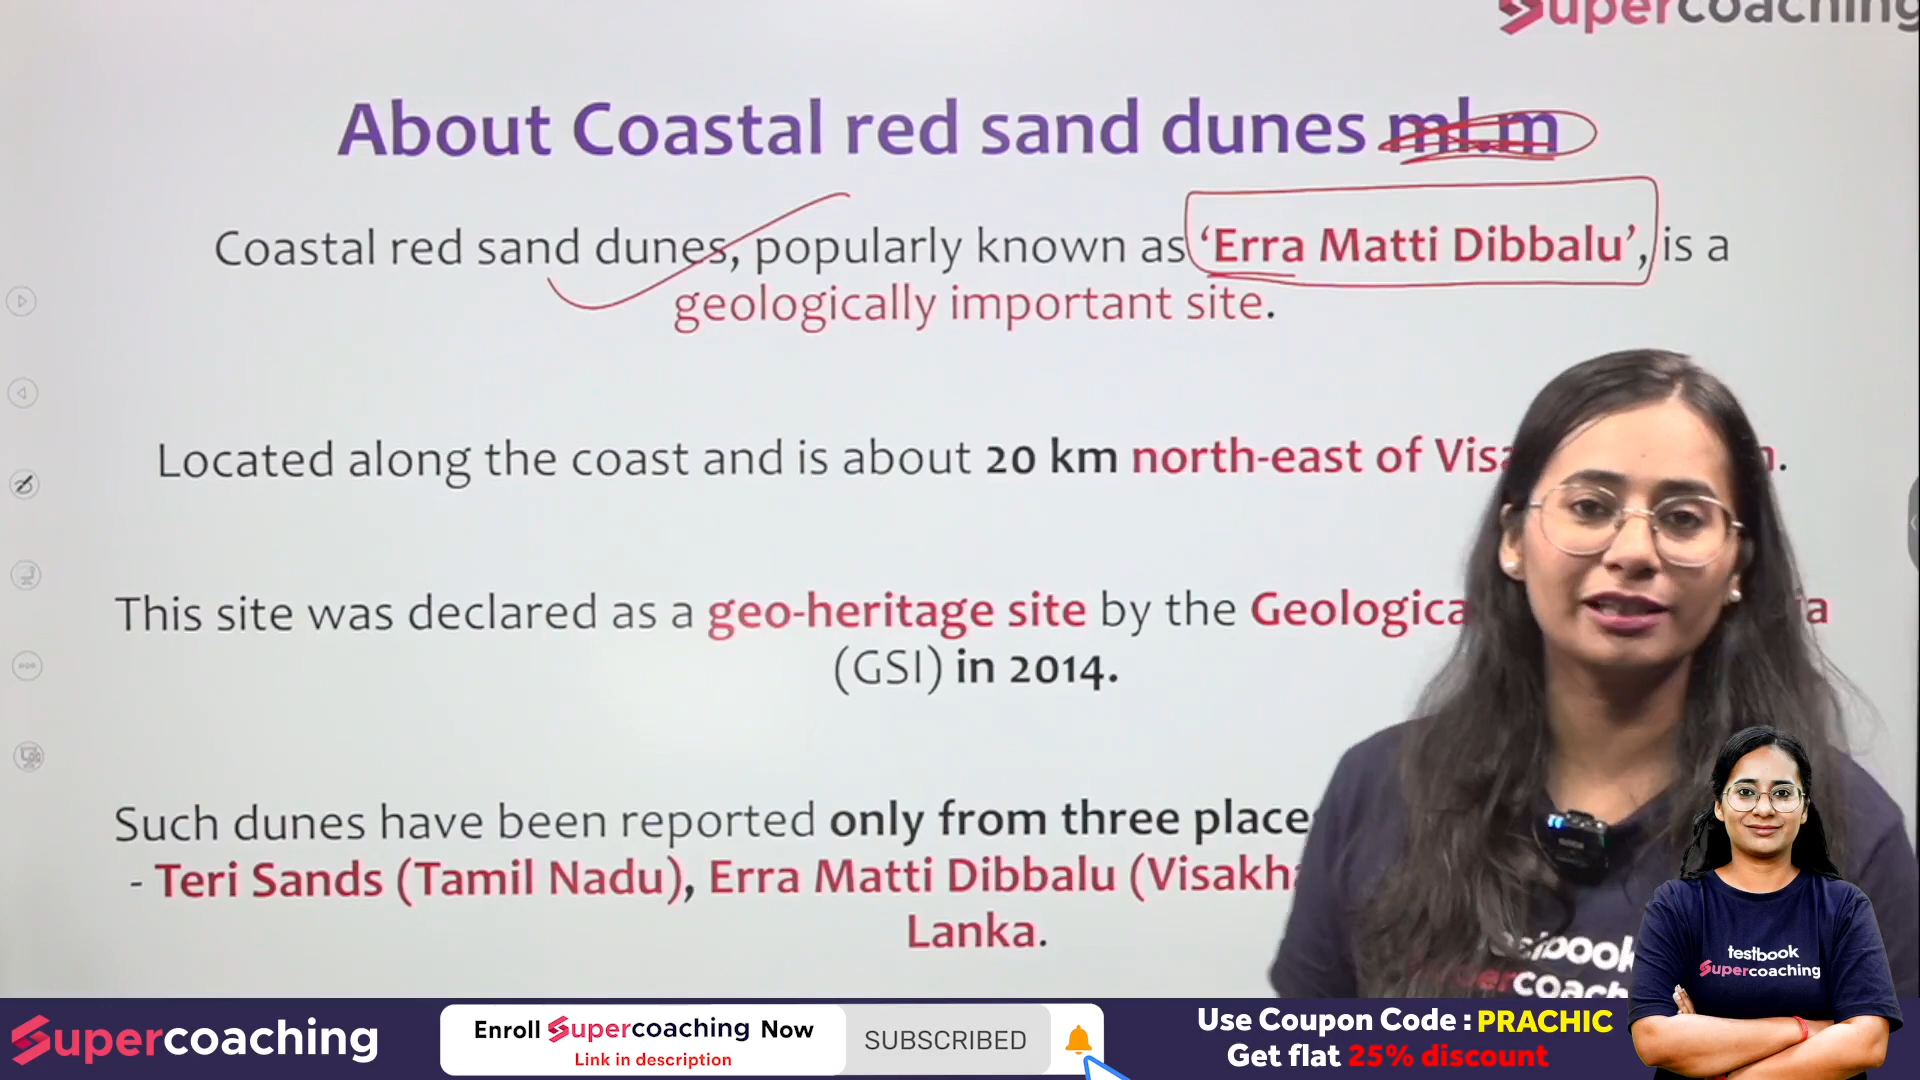 Supercoaching
About Coastal red sand dunes ml.m
Coastal red sand dunes, popularly known as ‘Erra Matti Dibbalu’, is a
geologically important site.
Located along the coast and is about 20 km north-east of
This site was declared as a geo-heritage site by the
(GSI) in 2014.
Such dunes have been reported only from three
- Teri Sands (Tamil Nadu), Erra Matti Dibbalu
Lanka.
testbook
Supercoaching
Supercoaching
Enroll Supercoaching Now
Link in description
SUBSCRIBED
Use Coupon Code : PRACHIC
Get flat 25% discount